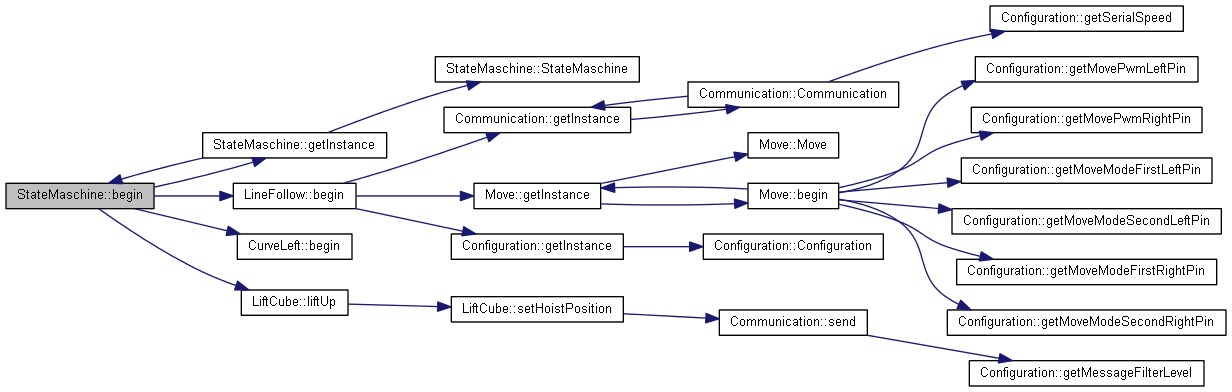 StateMaschine::begin
StateMaschine::getInstance
StateMaschine::StateMaschine
LineFollow::begin
Communication::getInstance
Communication::Communication
Configuration::getSerialSpeed
Move::getInstance
Move::Move
Move::begin
Configuration::getMovePwmLeftPin
Configuration::getMovePwmRightPin
Configuration::getMoveModeFirstLeftPin
Configuration::getMoveModeSecondLeftPin
Configuration::getMoveModeFirstRightPin
Configuration::getMoveModeSecondRightPin
Configuration::getInstance
Configuration::Configuration
CurveLeft::begin
LiftCube::liftUp
LiftCube::setHoistPosition
Communication::send
Configuration::getMessageFilterLevel